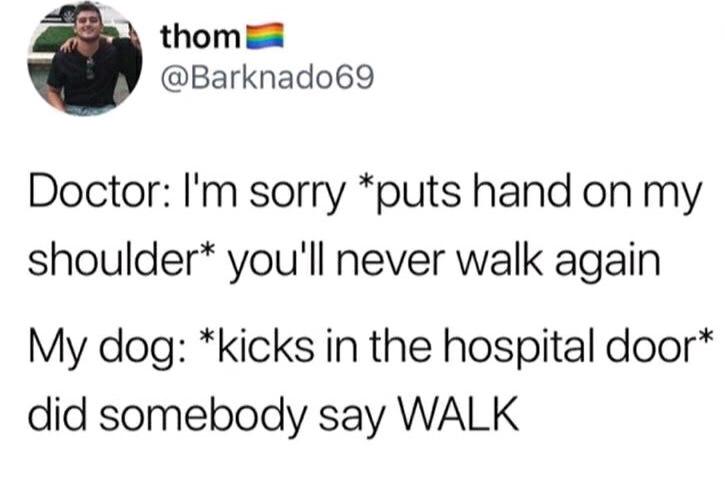 thom🏳️‍🌈
@Barknado69
Doctor: I'm sorry *puts hand on my
shoulder* you'll never walk again
My dog: *kicks in the hospital door*
did somebody say WALK